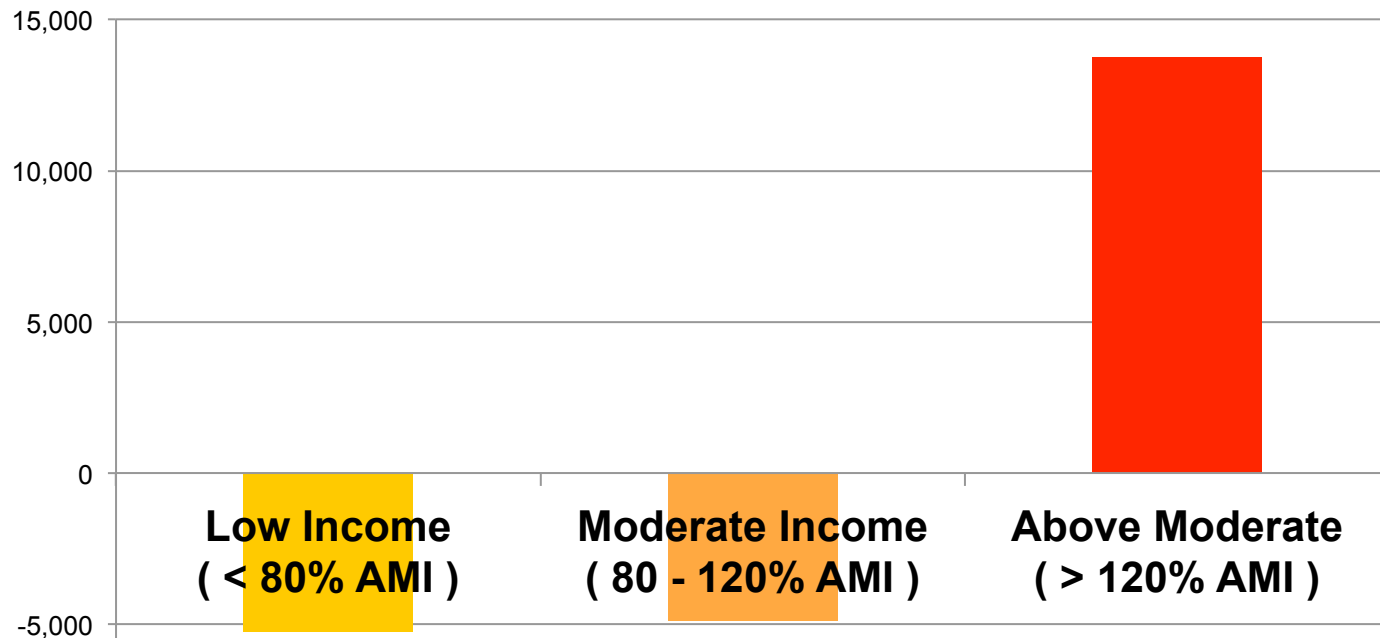 15,000
10,000
5,000
0
Low Income
( < 80% AMI )
Moderate Income
( 80 - 120% AMI )
Above Moderate
( > 120% AMI )
-5,000